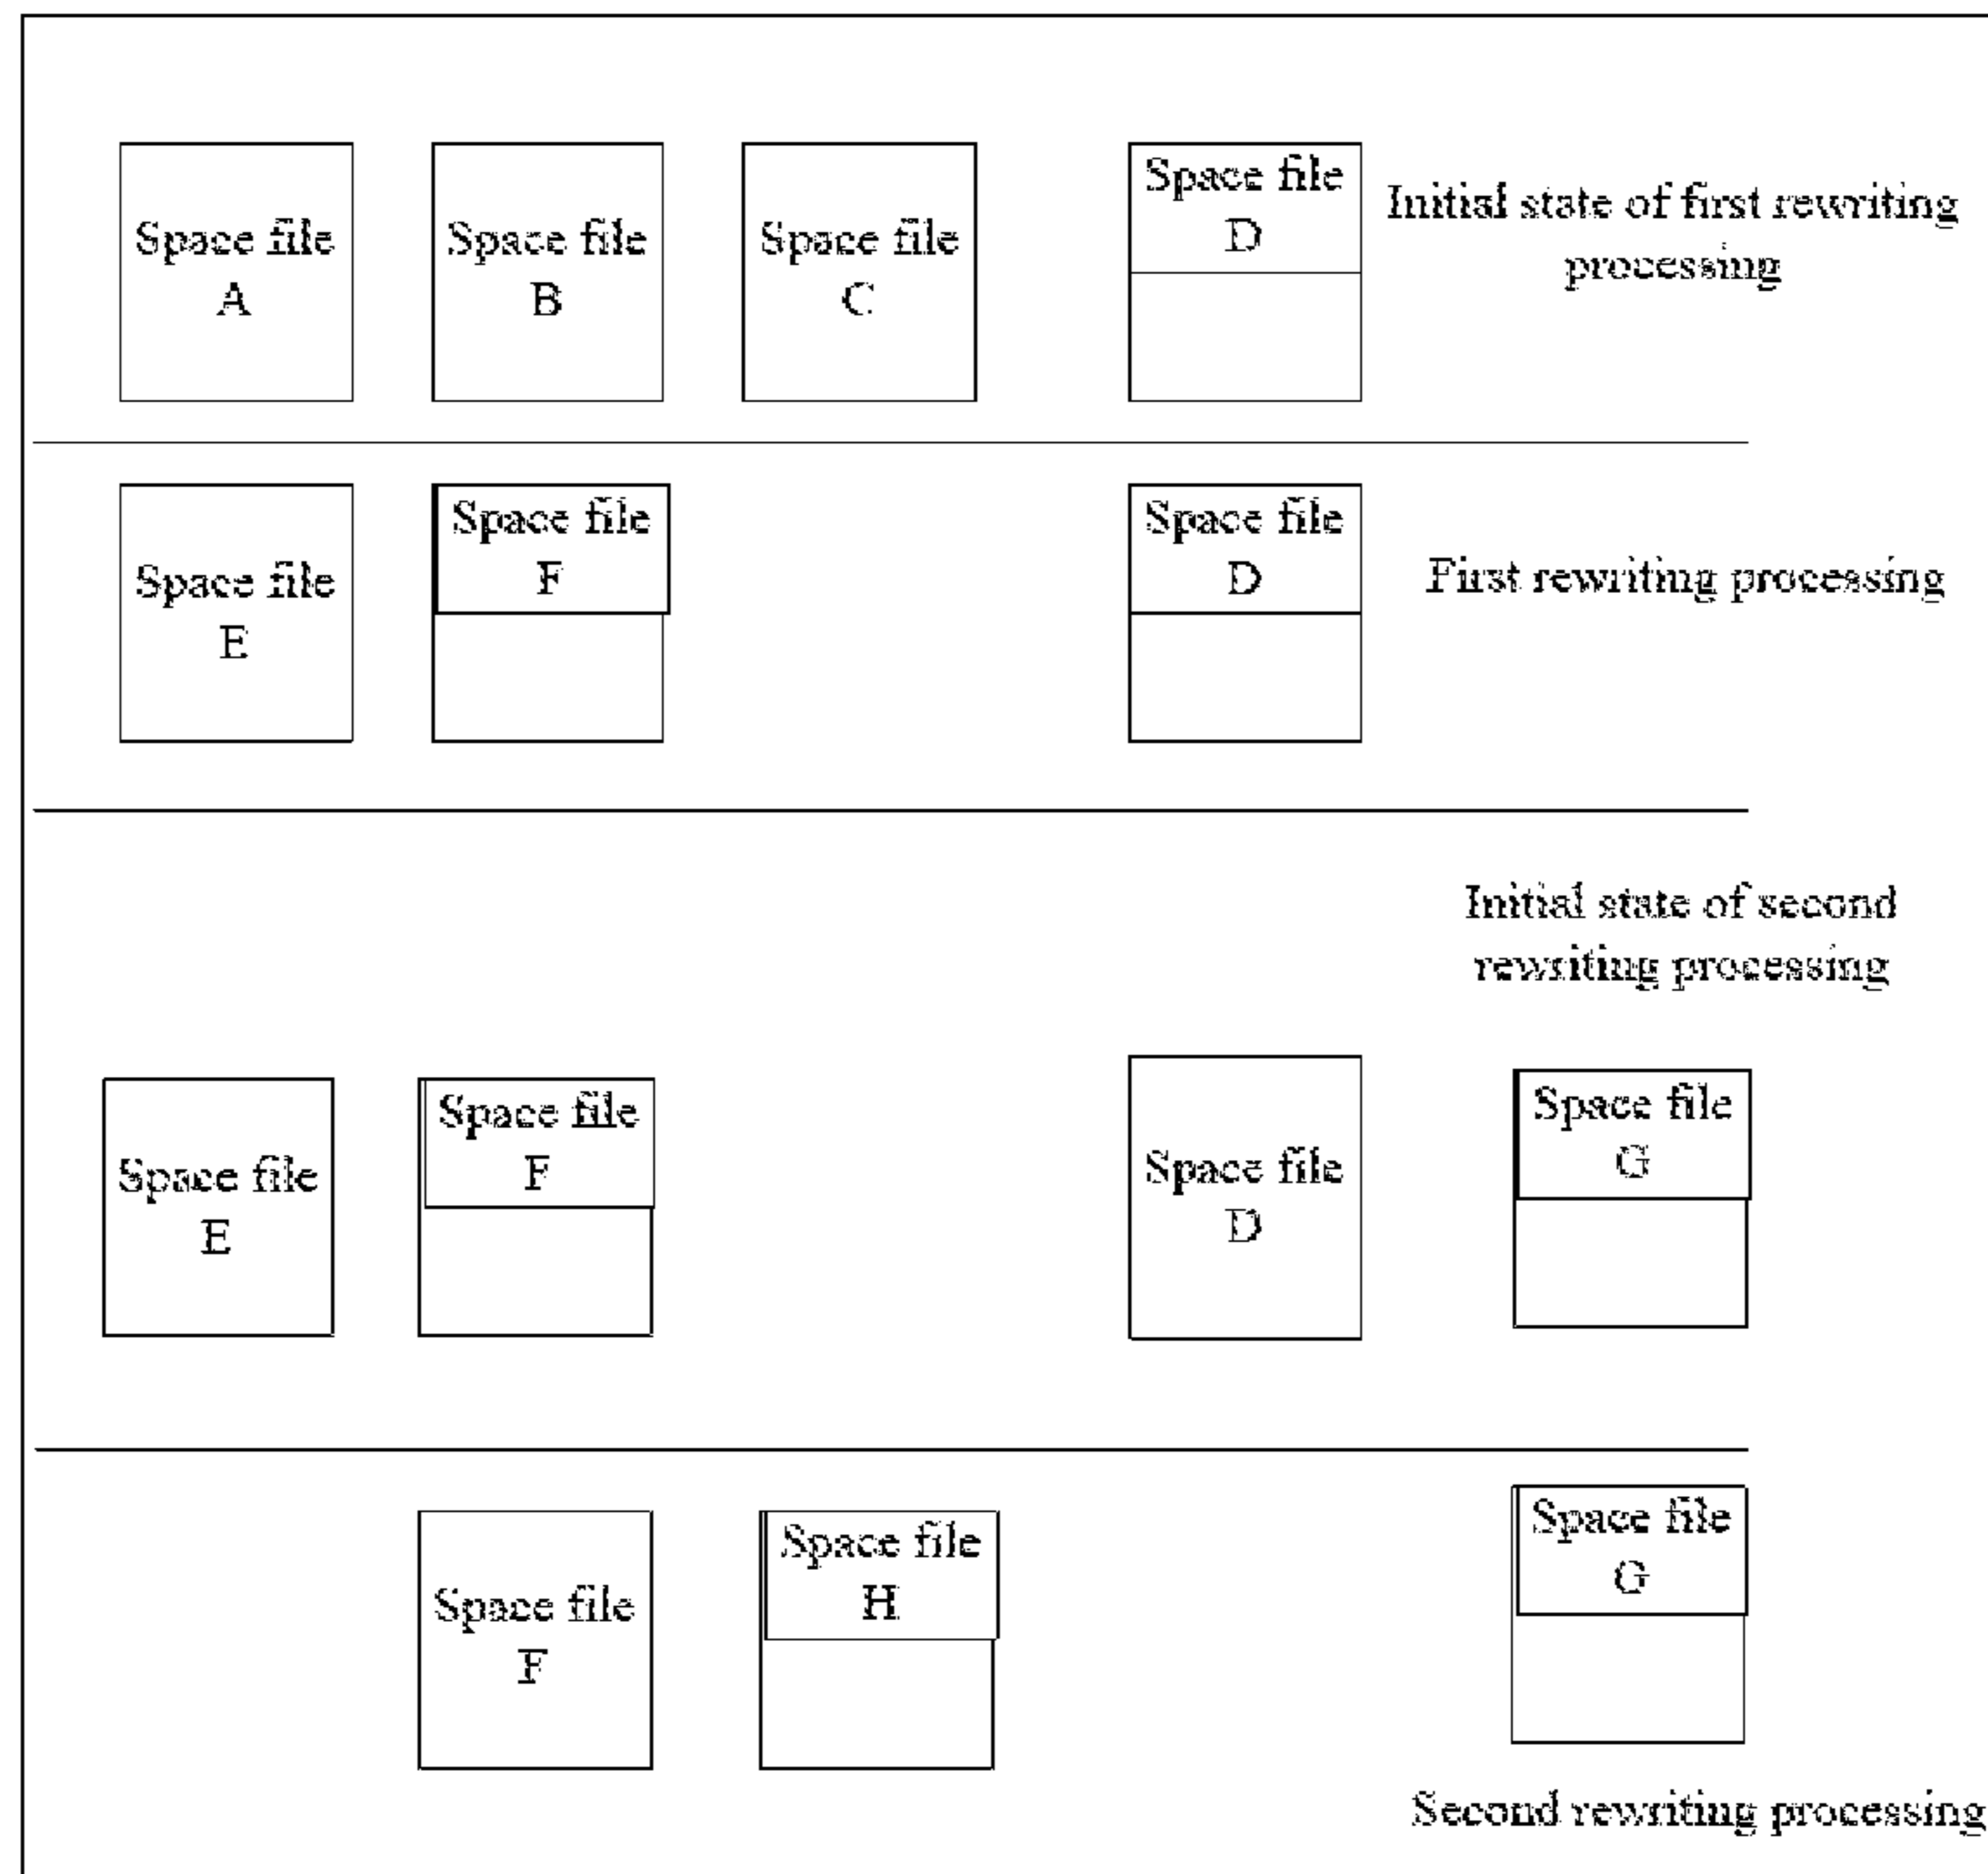 Space file
A
Space file
B
Space file
C
Space file
D
Initial state of first rewriting
processing
Space file
E
Space file
F
Space file
D
First rewriting processing
Initial state of second
rewriting processing
Space file
E
Space file
F
Space file
D
Space file
G
Space file
F
Space file
H
Space file
G
Second rewriting processing